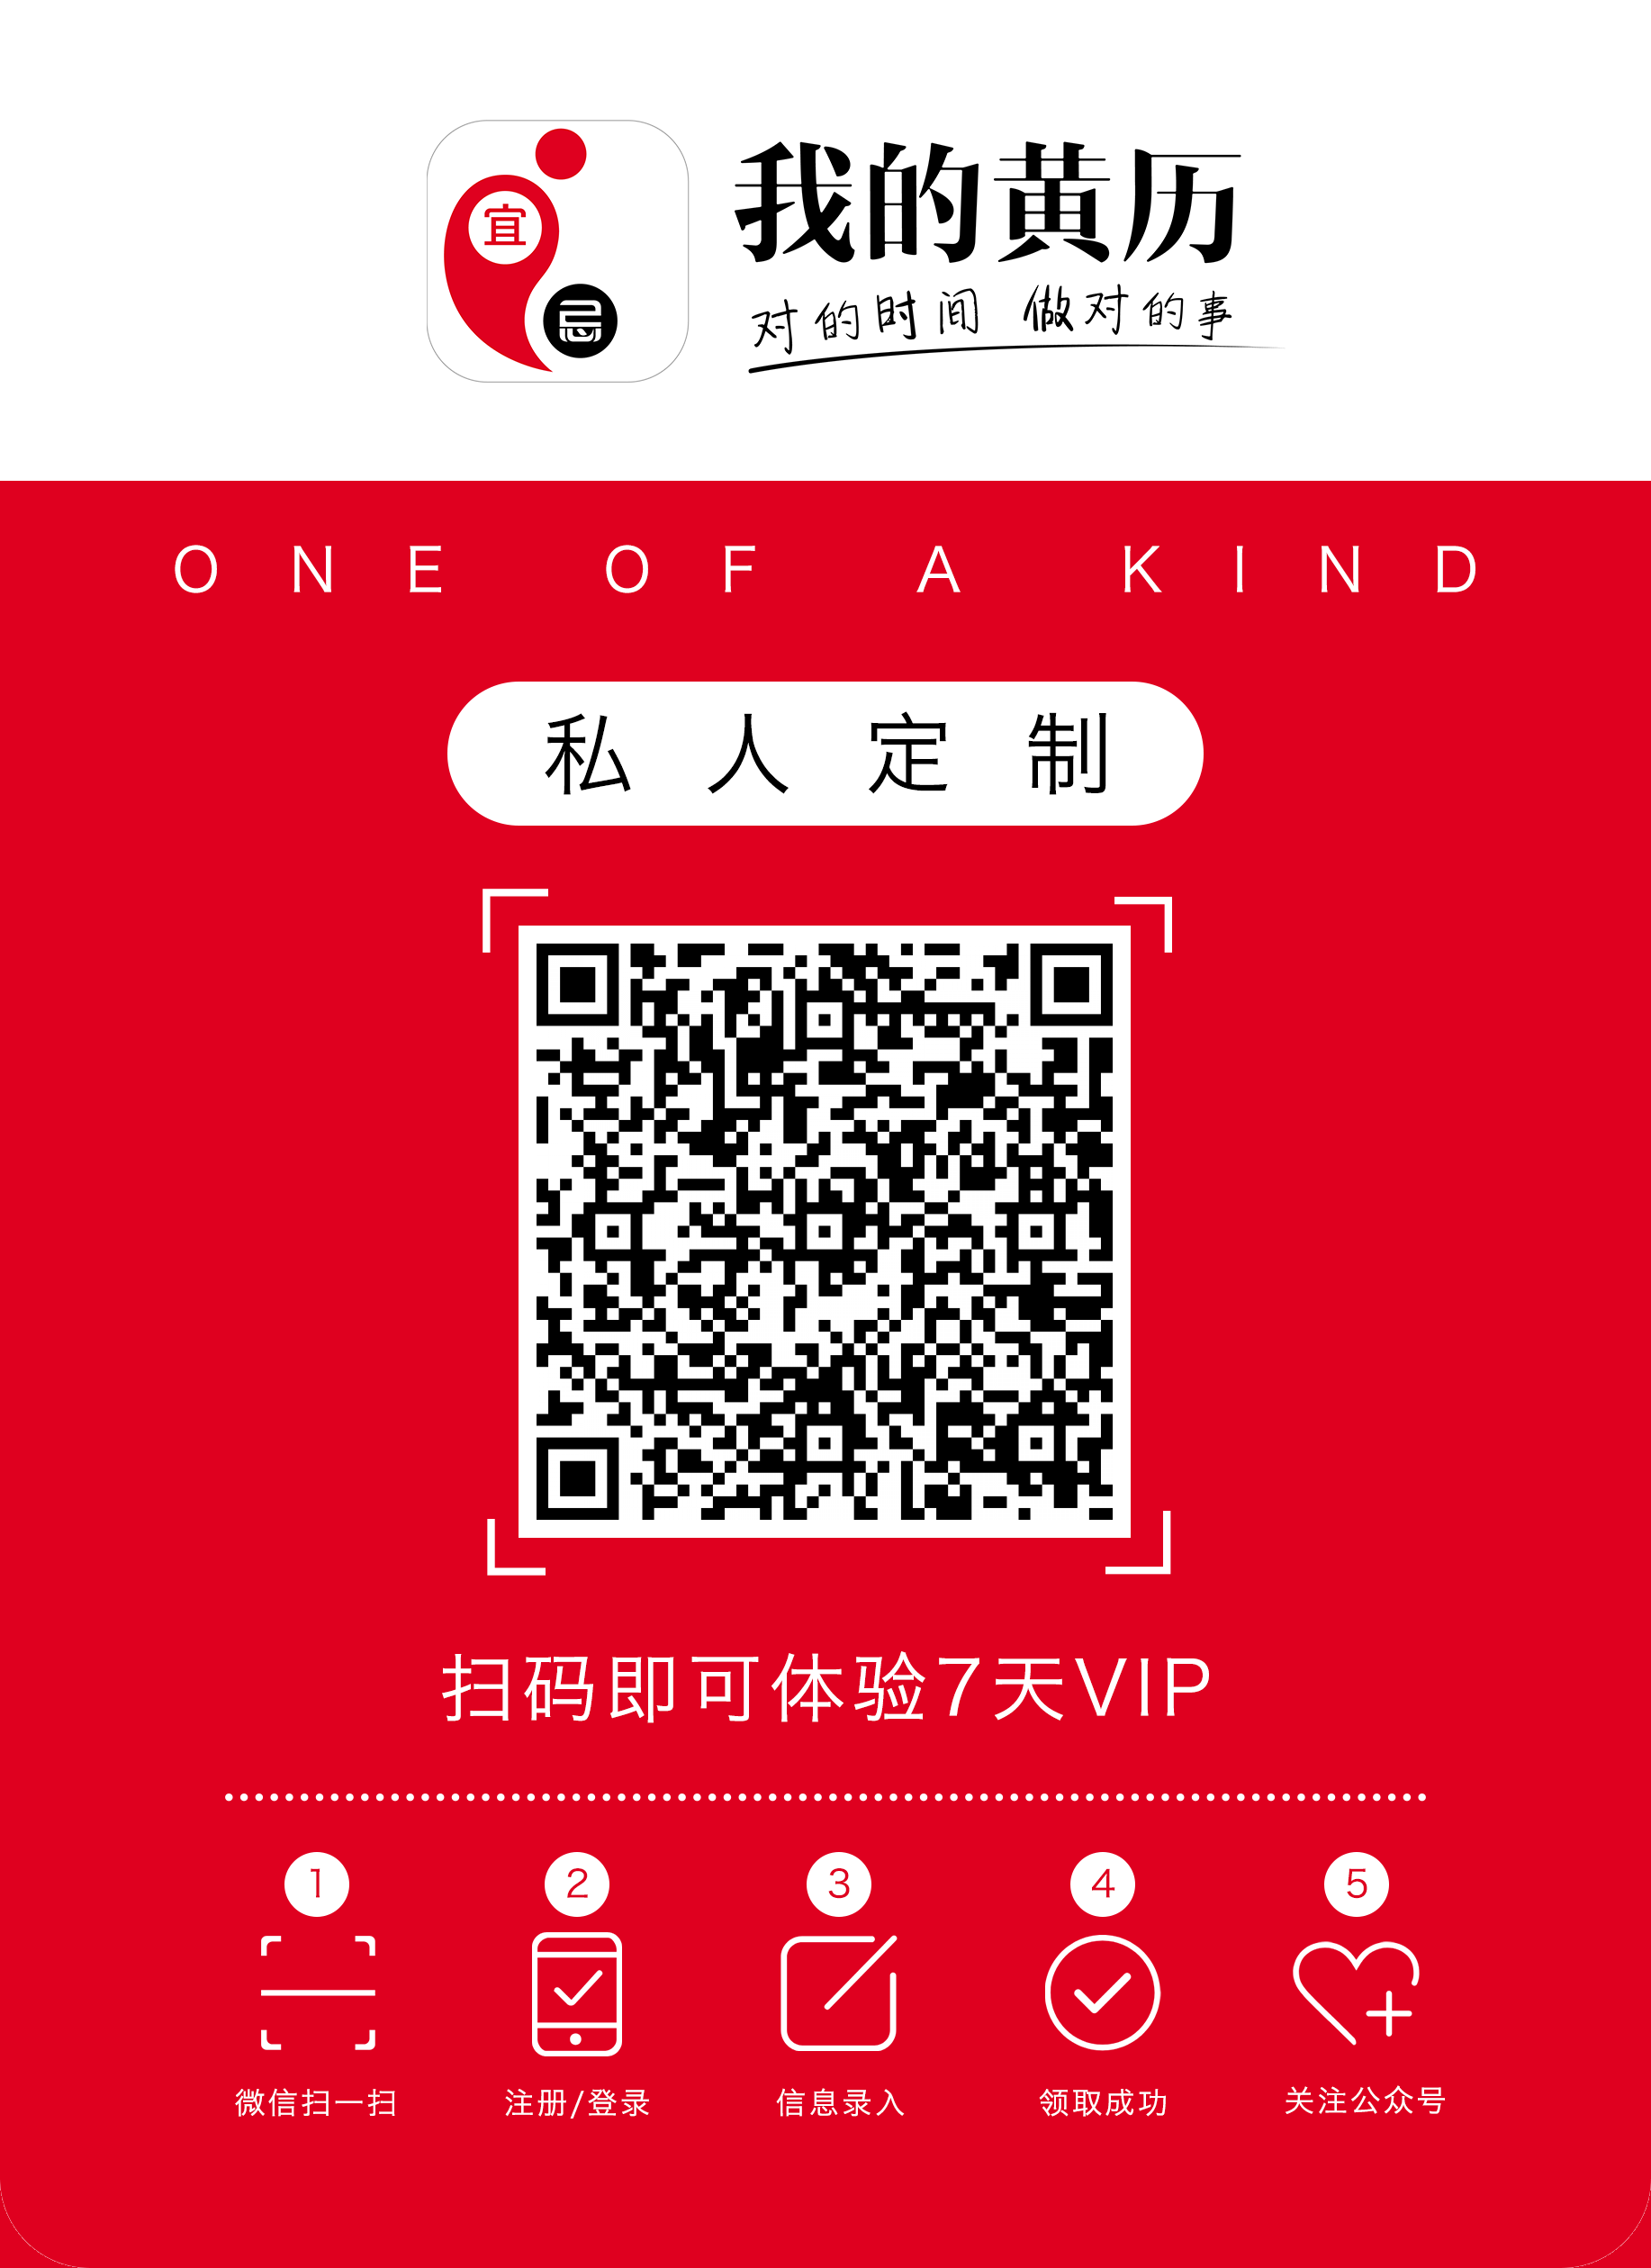 宜
忌
我的黄历
对的时间 做对的事
ONE OF A KIND
私人定制
扫码即可体验7天VIP
1 2 3 4 5
微信扫一扫 注册/登录 信息录入 领取成功 关注公众号